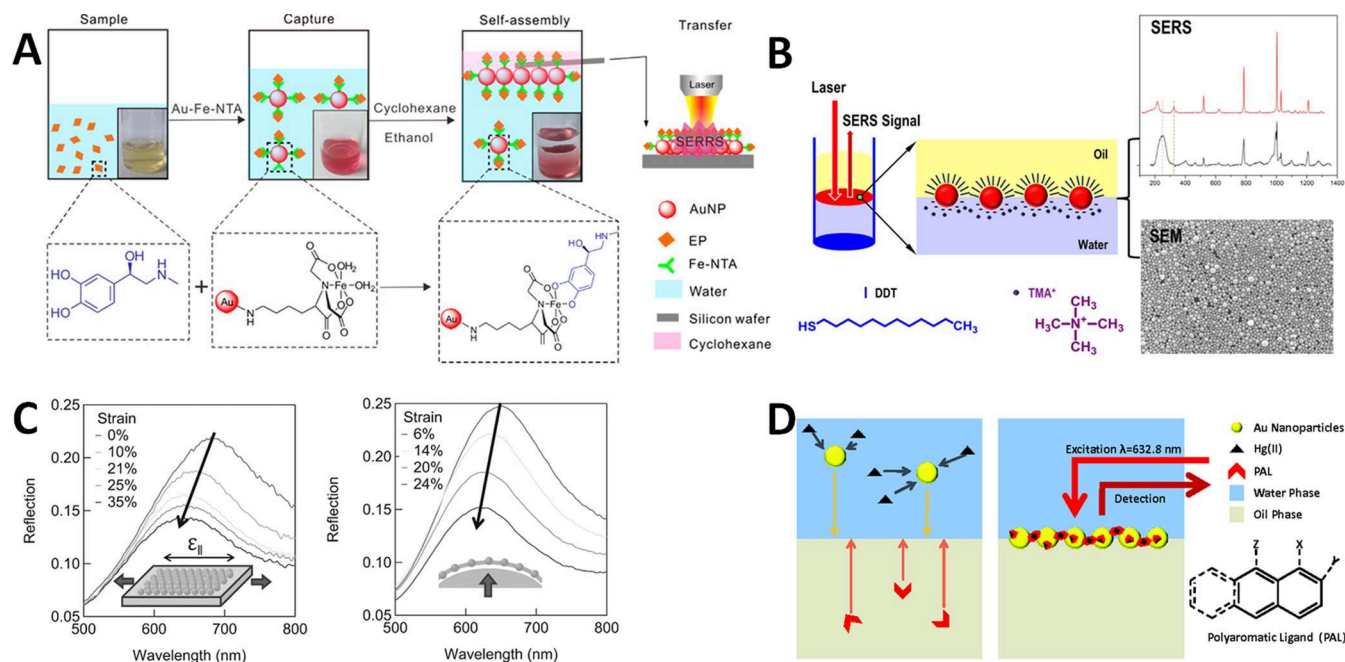 A
Sample
Capture
Self-assembly
Transfer
Au-Fe-NTA
Cyclohexane
Ethanol
Laser
SERRS
OH
HO
HO
H
N
+
Au
N
H
O
O
N
Fe
OH2
OH2
O
O
O
O
HO
H
N
Au
N
H
O
O
N
Fe
O
O
O
O
O
AuNP
EP
Fe-NTA
Water
Silicon wafer
Cyclohexane
B
Laser
SERS Signal
Oil
Water
DDT
HS
CH3
TMA+
CH3
H3C-N+-CH3
CH3
SERS
200 400 600 800 1000 1200 1400
SEM
C
0.25
0.20
0.15
0.10
0.05
Reflection
Strain
- 0%
- 10%
- 21%
- 25%
- 35%
ε||
500 600 700 800
Wavelength (nm)
0.25
0.20
0.15
0.10
0.05
Reflection
Strain
- 6%
- 14%
- 20%
- 24%
500 600 700 800
Wavelength (nm)
D
Excitation λ=632.8 nm
Detection
Au Nanoparticles
Hg(II)
PAL
Water Phase
Oil Phase
Z
X
Y
Polyaromatic Ligand (PAL)